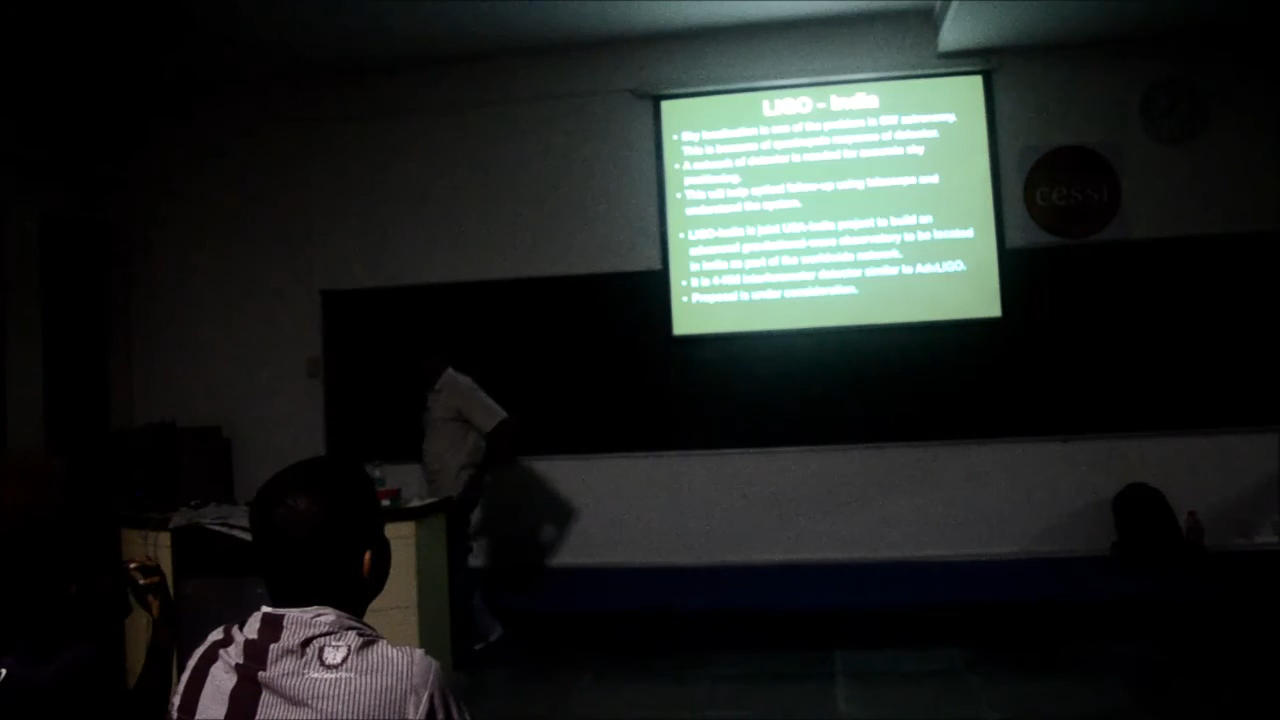 LIGO - India
• Sky localisation is one of the problem in GW astronomy.
This is because of quadrupole response of detector.
• A network of detector is needed for accurate sky
positioning.
• This will help optical follow-up using telescope and
understand the system.
• LIGO-India is joint USA-India project to build an
advanced gravitational-wave observatory to be located
in India as part of the worldwide network.
• It is 4-KM interferometer detector similar to AdvLIGO.
• Proposal is under consideration.
cessi